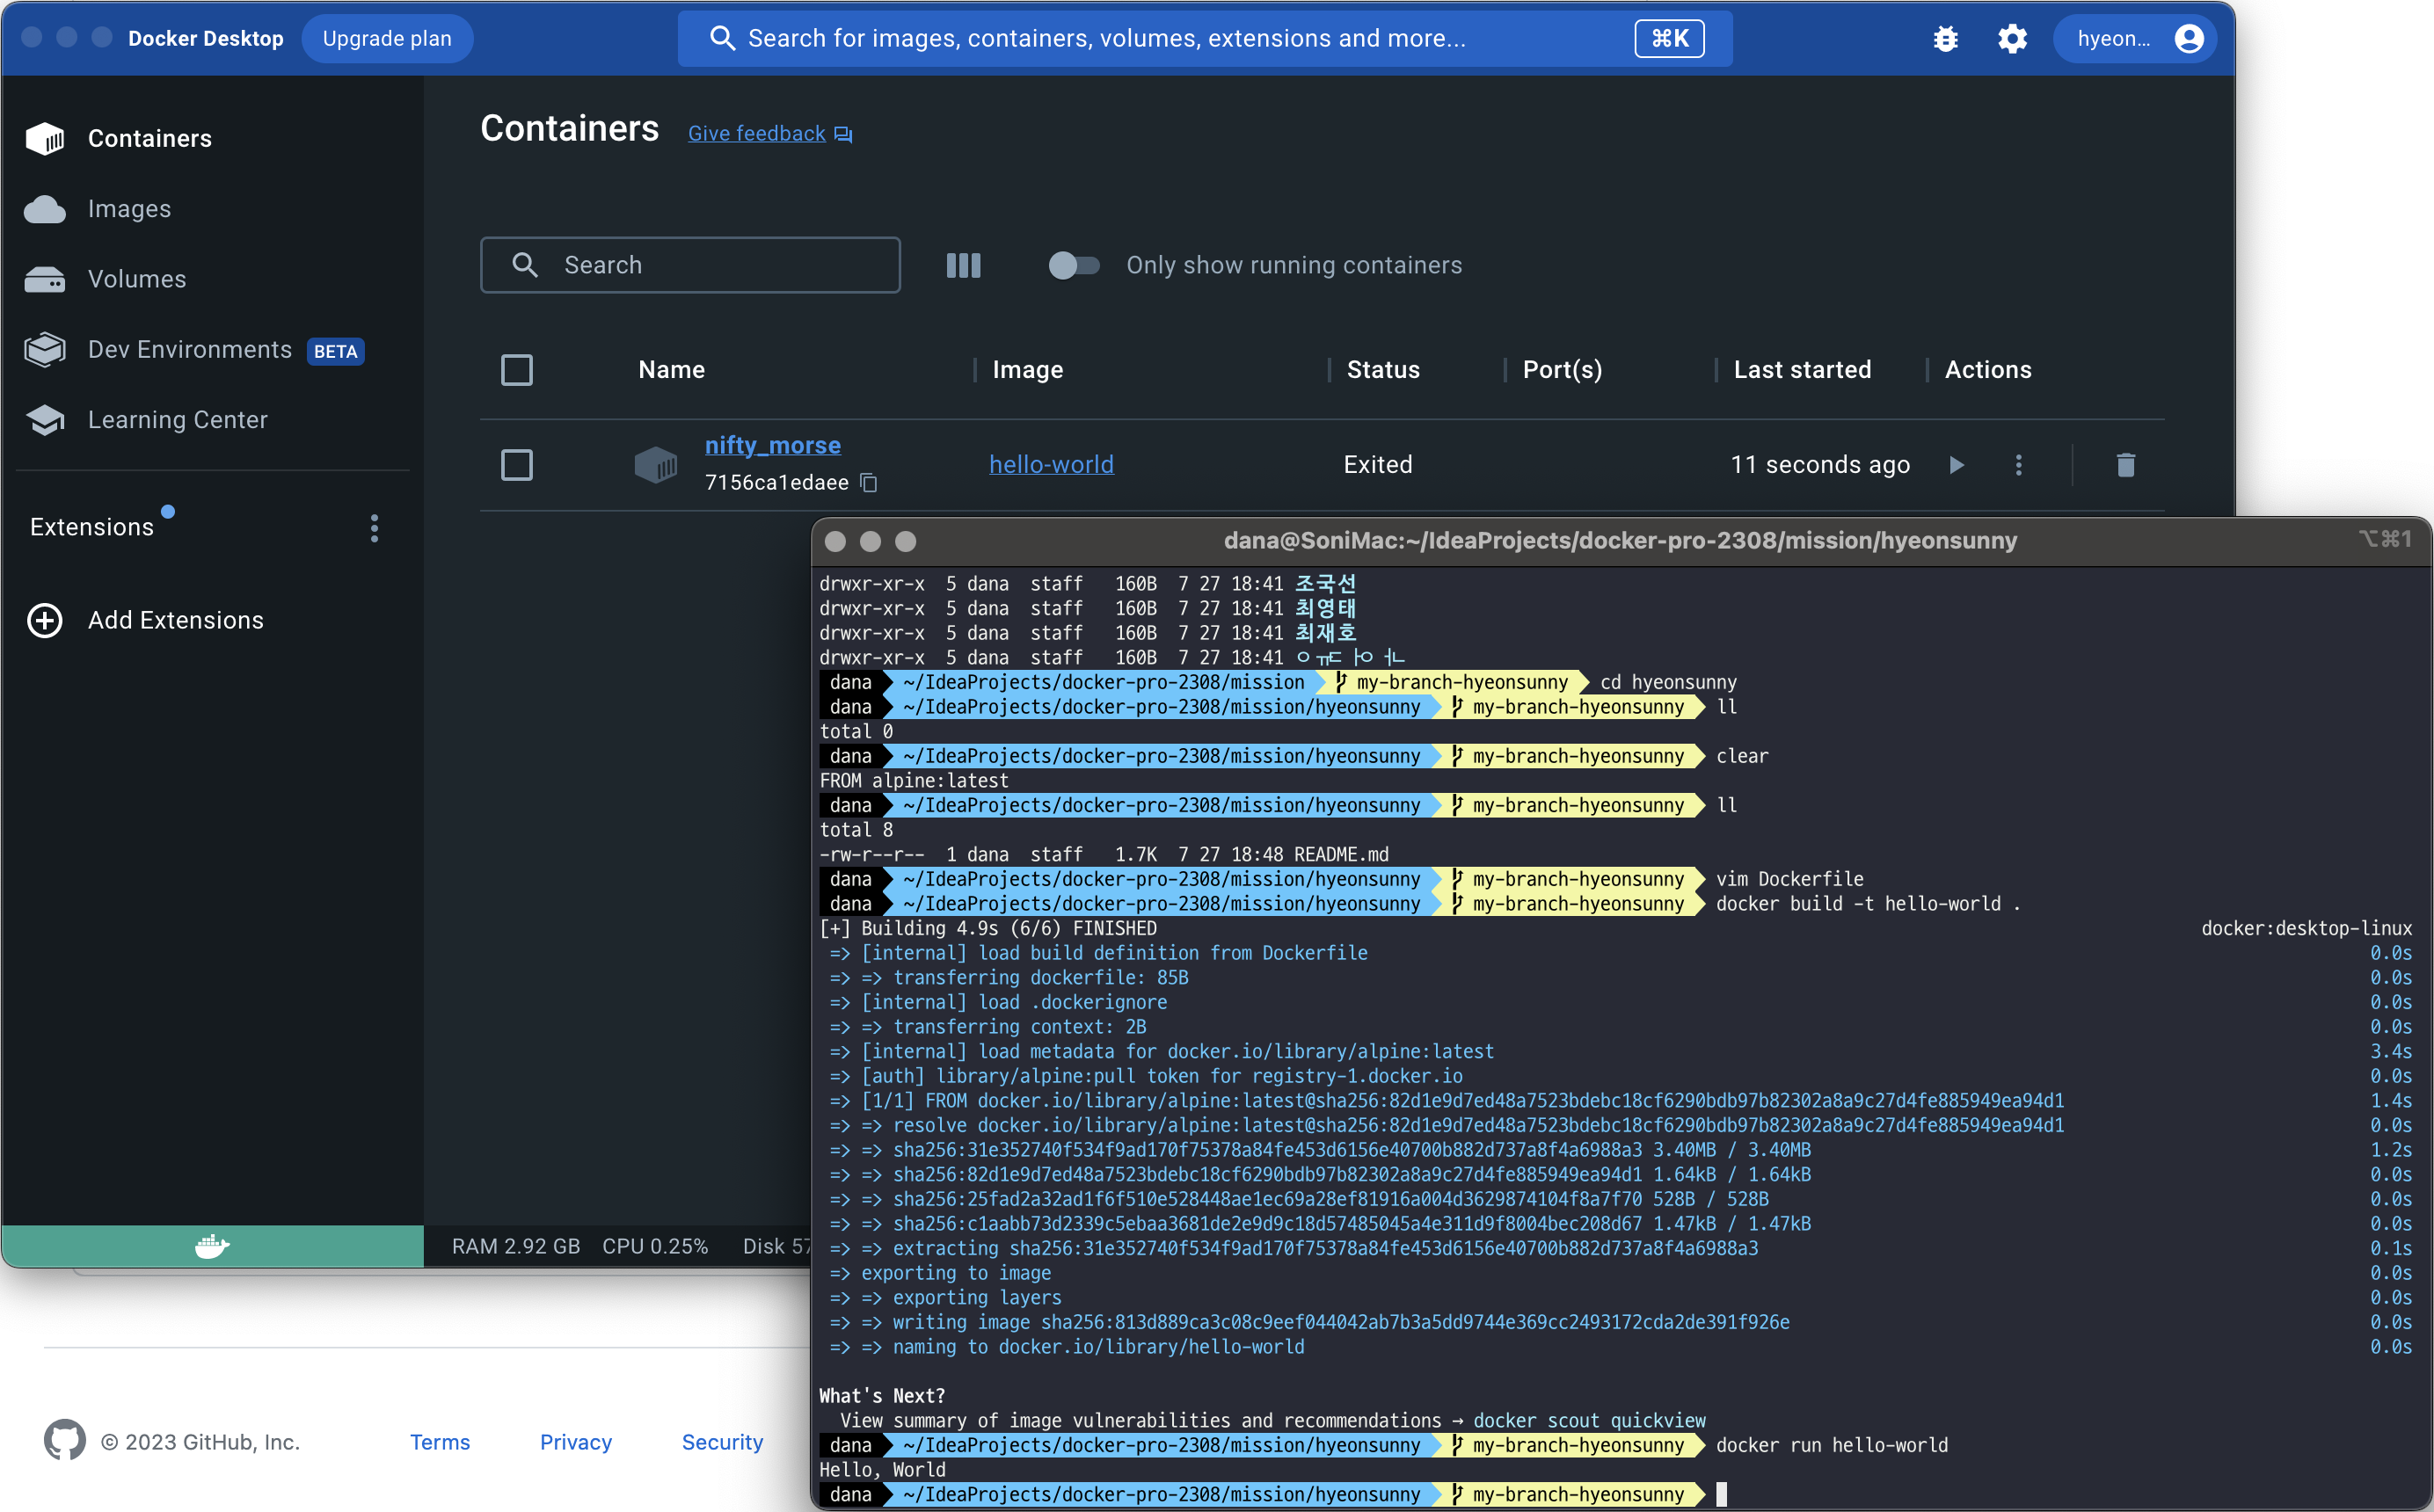 Docker Desktop
Upgrade plan
Search for images, containers, volumes, extensions and more...
⌘K
hyeon...
Containers
Images
Volumes
Dev Environments BETA
Learning Center
Extensions
Add Extensions
Containers Give feedback
Search
Only show running containers
Name Image Status Port(s) Last started Actions
nifty_morse
7156ca1edaee
hello-world Exited 11 seconds ago
RAM 2.92 GB CPU 0.25% Disk 57
dana@SoniMac:~/IdeaProjects/docker-pro-2308/mission/hyeonsunny ⌥⌘1
drwxr-xr-x 5 dana staff 160B 7 27 18:41 조국선
drwxr-xr-x 5 dana staff 160B 7 27 18:41 최영태
drwxr-xr-x 5 dana staff 160B 7 27 18:41 최재호
drwxr-xr-x 5 dana staff 160B 7 27 18:41
dana ~/IdeaProjects/docker-pro-2308/mission my-branch-hyeonsunny cd hyeonsunny
dana ~/IdeaProjects/docker-pro-2308/mission/hyeonsunny my-branch-hyeonsunny ll
total 0
dana ~/IdeaProjects/docker-pro-2308/mission/hyeonsunny my-branch-hyeonsunny clear
FROM alpine:latest
dana ~/IdeaProjects/docker-pro-2308/mission/hyeonsunny my-branch-hyeonsunny ll
total 8
-rw-r--r-- 1 dana staff 1.7K 7 27 18:48 README.md
dana ~/IdeaProjects/docker-pro-2308/mission/hyeonsunny my-branch-hyeonsunny vim Dockerfile
dana ~/IdeaProjects/docker-pro-2308/mission/hyeonsunny my-branch-hyeonsunny docker build -t hello-world .
[+] Building 4.9s (6/6) FINISHED docker:desktop-linux
=> [internal] load build definition from Dockerfile 0.0s
=> => transferring dockerfile: 85B 0.0s
=> [internal] load .dockerignore 0.0s
=> => transferring context: 2B 0.0s
=> [internal] load metadata for docker.io/library/alpine:latest 3.4s
=> [auth] library/alpine:pull token for registry-1.docker.io 0.0s
=> [1/1] FROM docker.io/library/alpine:latest@sha256:82d1e9d7ed48a7523bdebc18cf6290bdb97b82302a8a9c27d4fe885949ea94d1 1.4s
=> => resolve docker.io/library/alpine:latest@sha256:82d1e9d7ed48a7523bdebc18cf6290bdb97b82302a8a9c27d4fe885949ea94d1 0.0s
=> => sha256:31e352740f534f9ad170f75378a84fe453d6156e40700b882d737a8f4a6988a3 3.40MB / 3.40MB 1.2s
=> => sha256:82d1e9d7ed48a7523bdebc18cf6290bdb97b82302a8a9c27d4fe885949ea94d1 1.64kB / 1.64kB 0.0s
=> => sha256:25fad2a32ad1f6f510e528448ae1ec69a28ef81916a004d3629874104f8a7f70 528B / 528B 0.0s
=> => sha256:c1aabb73d2339c5ebaa3681de2e9d9c18d57485045a4e311d9f8004bec208d67 1.47kB / 1.47kB 0.0s
=> => extracting sha256:31e352740f534f9ad170f75378a84fe453d6156e40700b882d737a8f4a6988a3 0.1s
=> exporting to image 0.0s
=> => exporting layers 0.0s
=> => writing image sha256:813d889ca3c08c9eef044042ab7b3a5dd9744e369cc2493172cda2de391f926e 0.0s
=> => naming to docker.io/library/hello-world 0.0s
What's Next?
View summary of image vulnerabilities and recommendations → docker scout quickview
dana ~/IdeaProjects/docker-pro-2308/mission/hyeonsunny my-branch-hyeonsunny docker run hello-world
Hello, World
dana ~/IdeaProjects/docker-pro-2308/mission/hyeonsunny my-branch-hyeonsunny
© 2023 GitHub, Inc. Terms Privacy Security